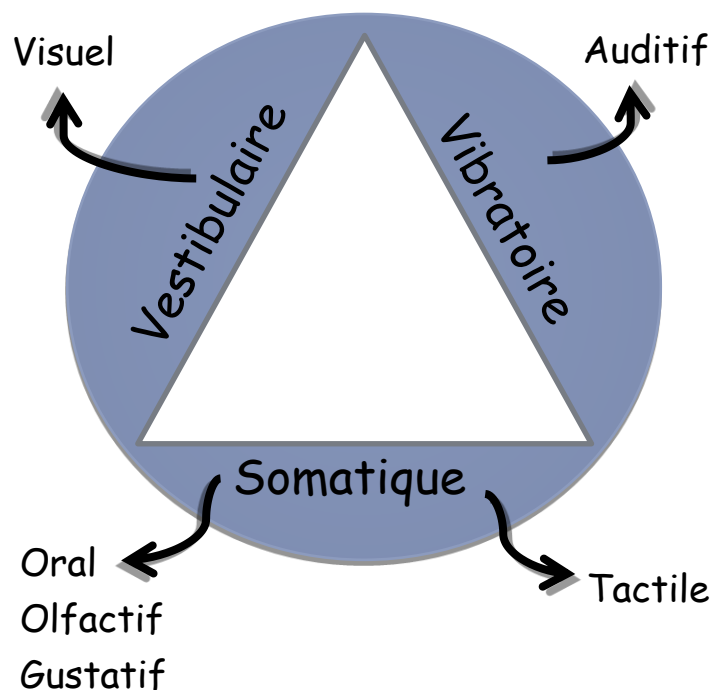 Visuel
Auditif
Vestibulaire
Vibratoire
Somatique
Oral
Olfactif
Gustatif
Tactile